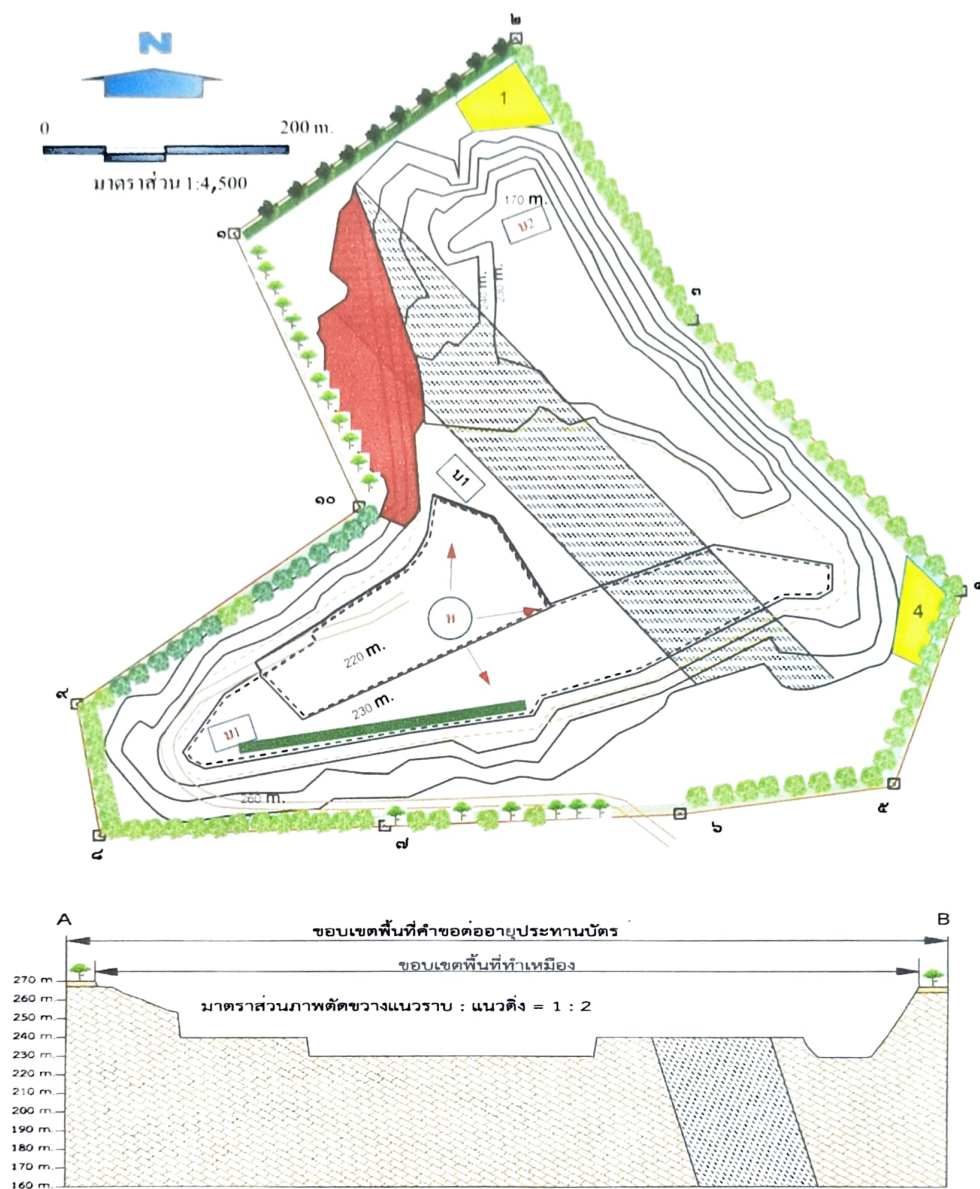 ๒
N
1
0 200 m.
มาตราส่วน 1:4,500
170 m.
บ2
๑
๓
240 m.
บ1
๑๐
4
ท
220 m.
๙
230 m.
บ1
260 m.
๕
๖
๗
๘
A B
ขอบเขตพื้นที่คำขอต่ออายุประทานบัตร
ขอบเขตพื้นที่ทำเหมือง
270 m.
มาตราส่วนภาพตัดขวางแนวราบ : แนวดิ่ง = 1 : 2
260 m.
250 m.
240 m.
230 m.
220 m.
210 m.
200 m.
190 m.
180 m.
170 m.
160 m.